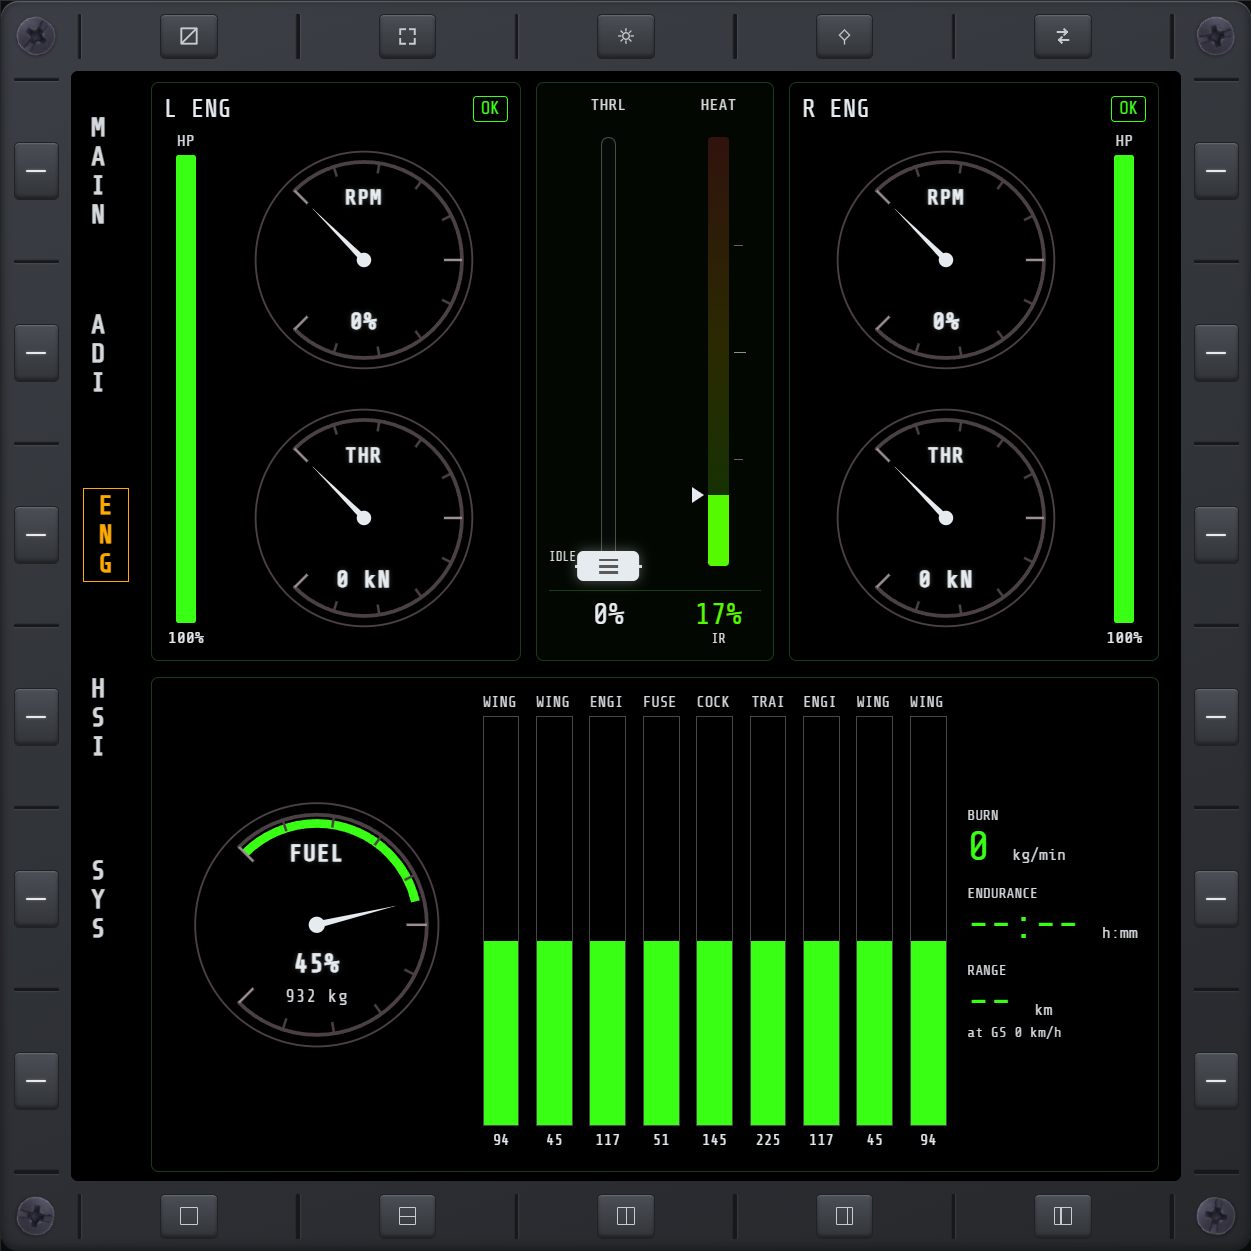 MAIN
ADI
ENG
HSI
SYS
L ENG
OK
HP
RPM
0%
THR
0 kN
100%
THRL
HEAT
IDLE
0%
17%
IR
R ENG
OK
HP
RPM
0%
THR
0 kN
100%
FUEL
45%
932 kg
WING WING ENGI FUSE COCK TRAI ENGI WING WING
94 45 117 51 145 225 117 45 94
BURN
0 kg/min
ENDURANCE
--:-- h:mm
RANGE
-- km
at GS 0 km/h